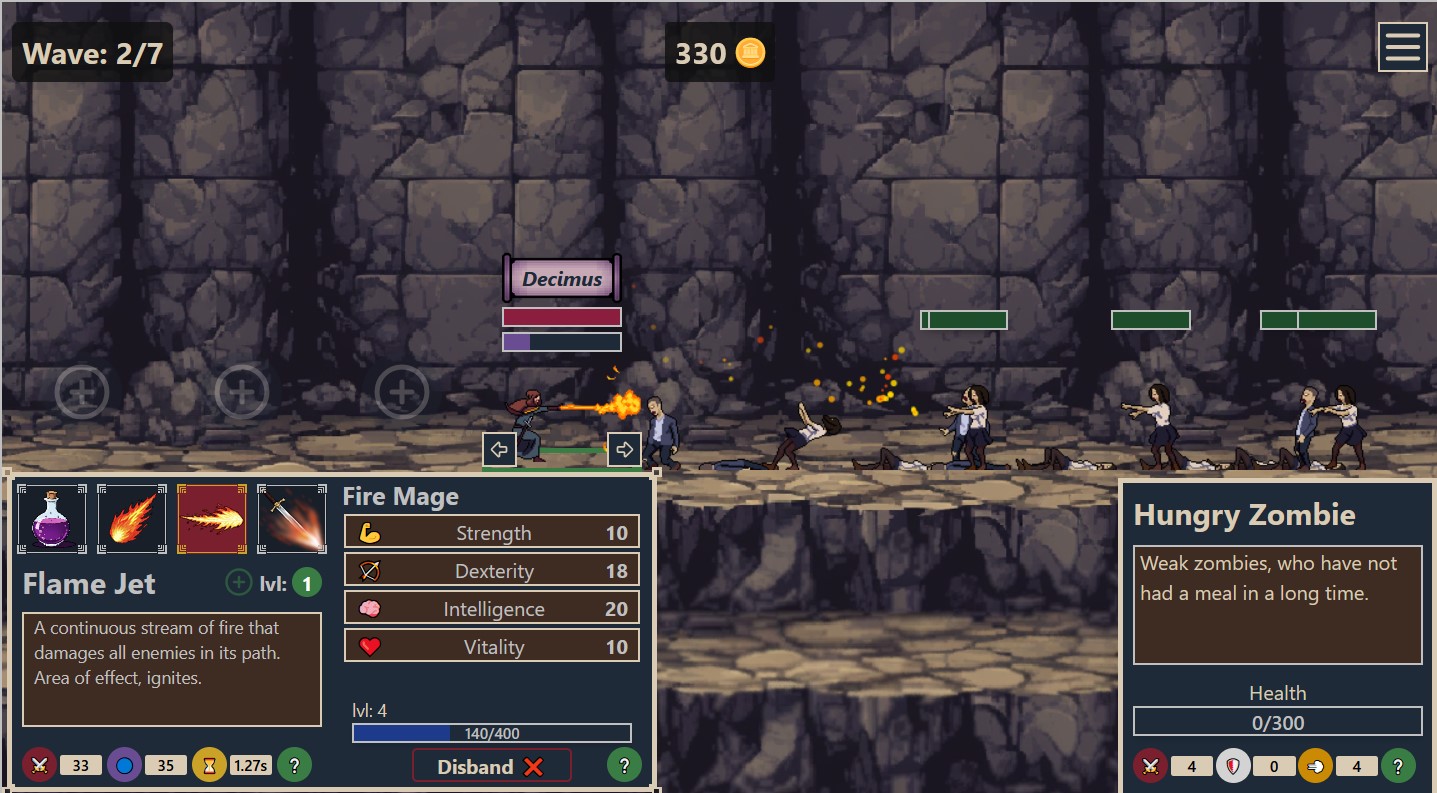 Wave: 2/7
330
Decimus
Fire Mage
Strength 10
Dexterity 18
Intelligence 20
Vitality 10
lvl: 4
140/400
Disband
?
Flame Jet
lvl: 1
A continuous stream of fire that
damages all enemies in its path.
Area of effect, ignites.
33 35 1.27s ?
Hungry Zombie
Weak zombies, who have not
had a meal in a long time.
Health
0/300
4 0 4 ?